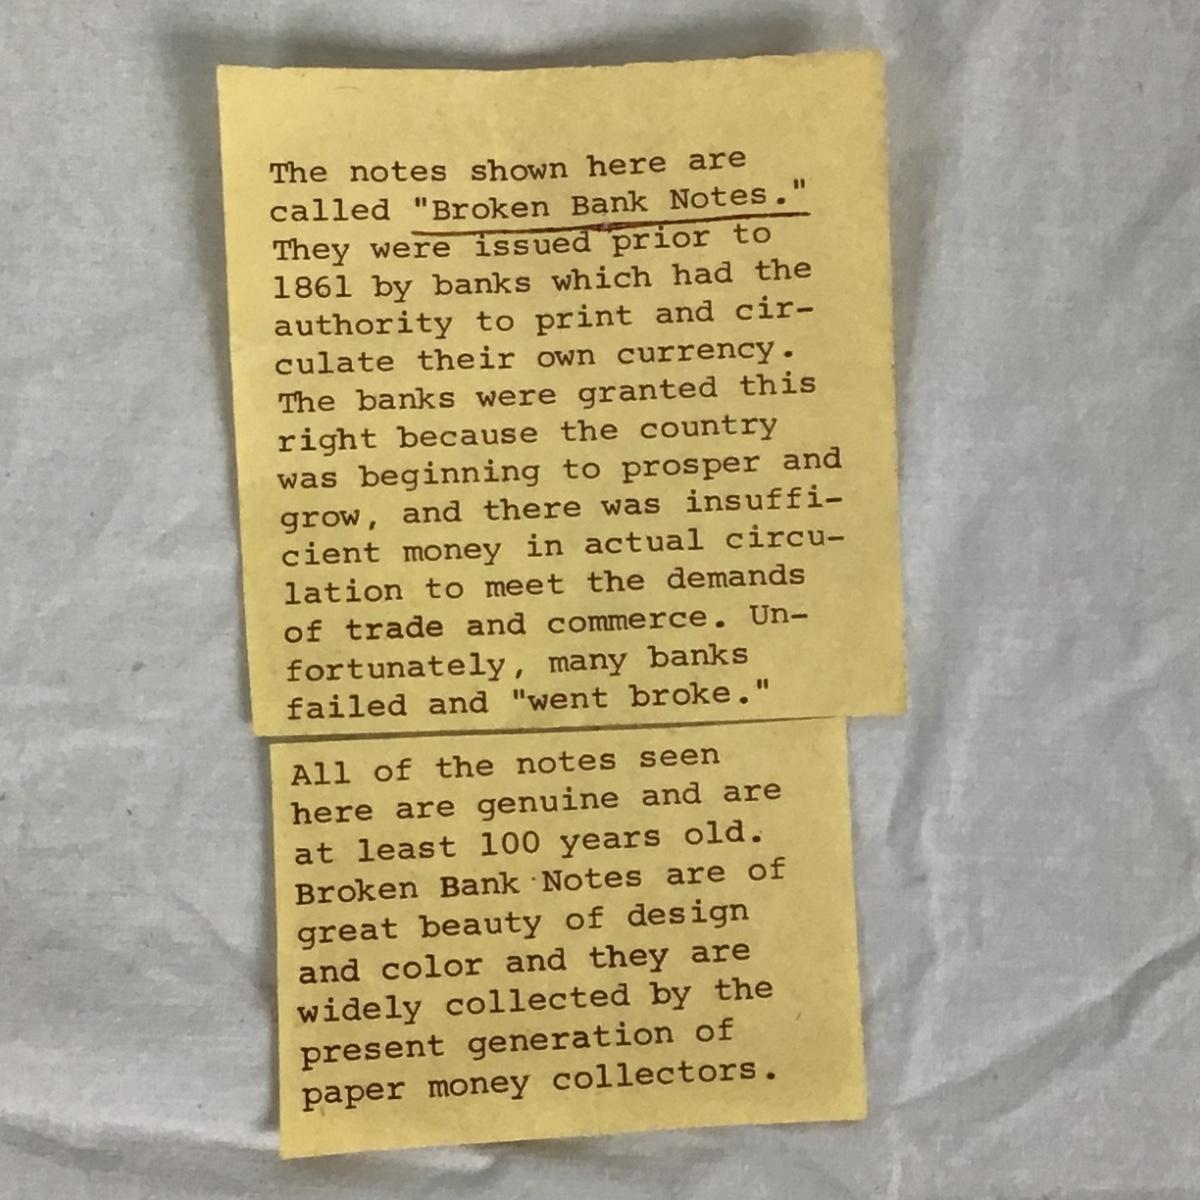 The notes shown here are
called "Broken Bank Notes."
They were issued prior to
1861 by banks which had the
authority to print and cir-
culate their own currency.
The banks were granted this
right because the country
was beginning to prosper and
grow, and there was insuffi-
cient money in actual circu-
lation to meet the demands
of trade and commerce. Un-
fortunately, many banks
failed and "went broke."
All of the notes seen
here are genuine and are
at least 100 years old.
Broken Bank Notes are of
great beauty of design
and color and they are
widely collected by the
present generation of
paper money collectors.